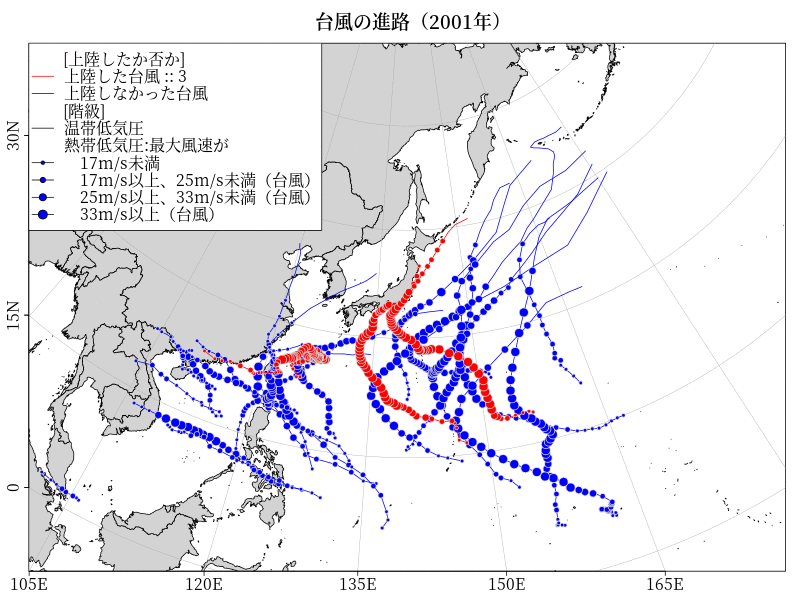 台風の進路（2001年）
[上陸したか否か]
上陸した台風 :: 3
上陸しなかった台風
[階級]
温帯低気圧
熱帯低気圧:最大風速が
17m/s未満
17m/s以上、25m/s未満（台風）
25m/s以上、33m/s未満（台風）
33m/s以上（台風）
30N
15N
0
105E 120E 135E 150E 165E